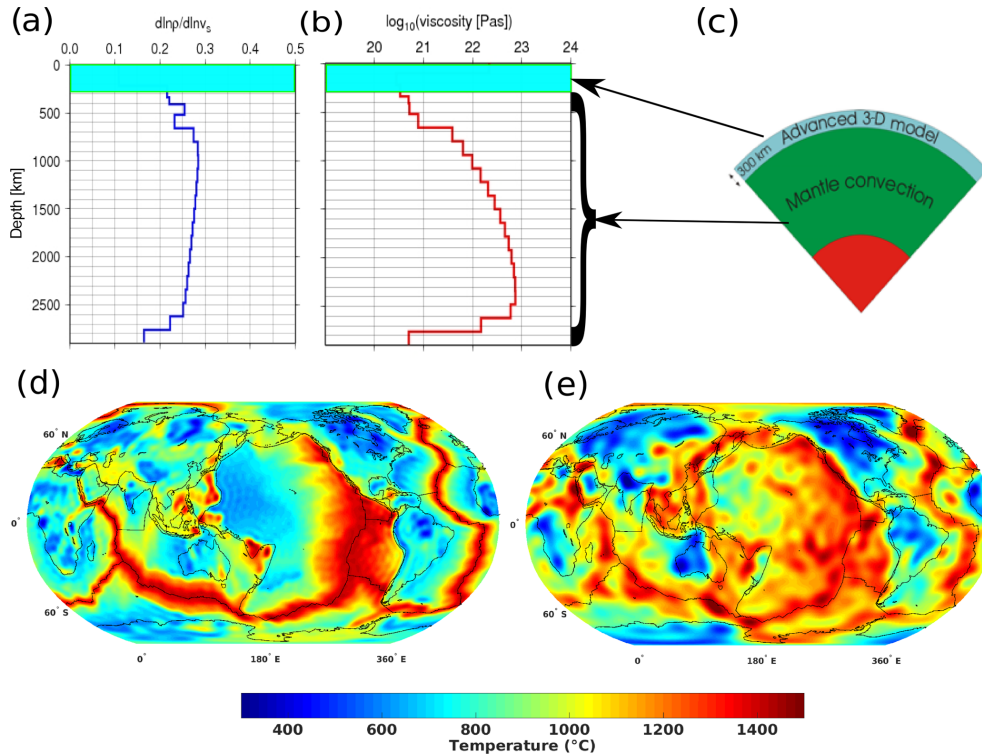 (a)
dlnρ/dlnvs
0.0 0.1 0.2 0.3 0.4 0.5
0
500
1000
1500
2000
2500
Depth [km]
(b)
log10(viscosity [Pas])
20 21 22 23 24
(c)
Advanced 3-D model
300 km
Mantle convection
(d)
60° N
0°
60° S
0° 180° E 360° E
(e)
60° N
0°
60° S
0° 180° E 360° E
400 600 800 1000 1200 1400
Temperature (°C)